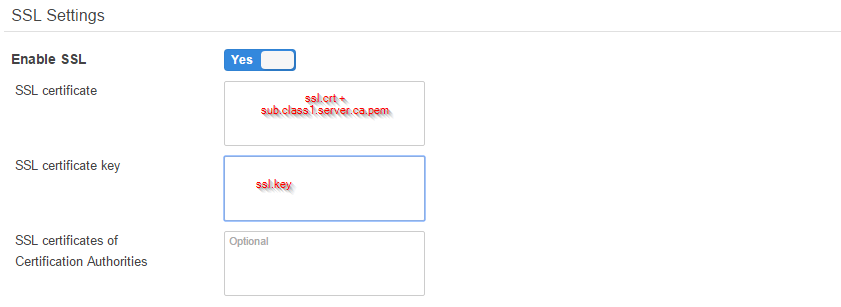 SSL Settings
Enable SSL
Yes
SSL certificate
ssl.crt +
sub.class1.server.ca.pem
SSL certificate key
ssl.key
SSL certificates of
Certification Authorities
Optional